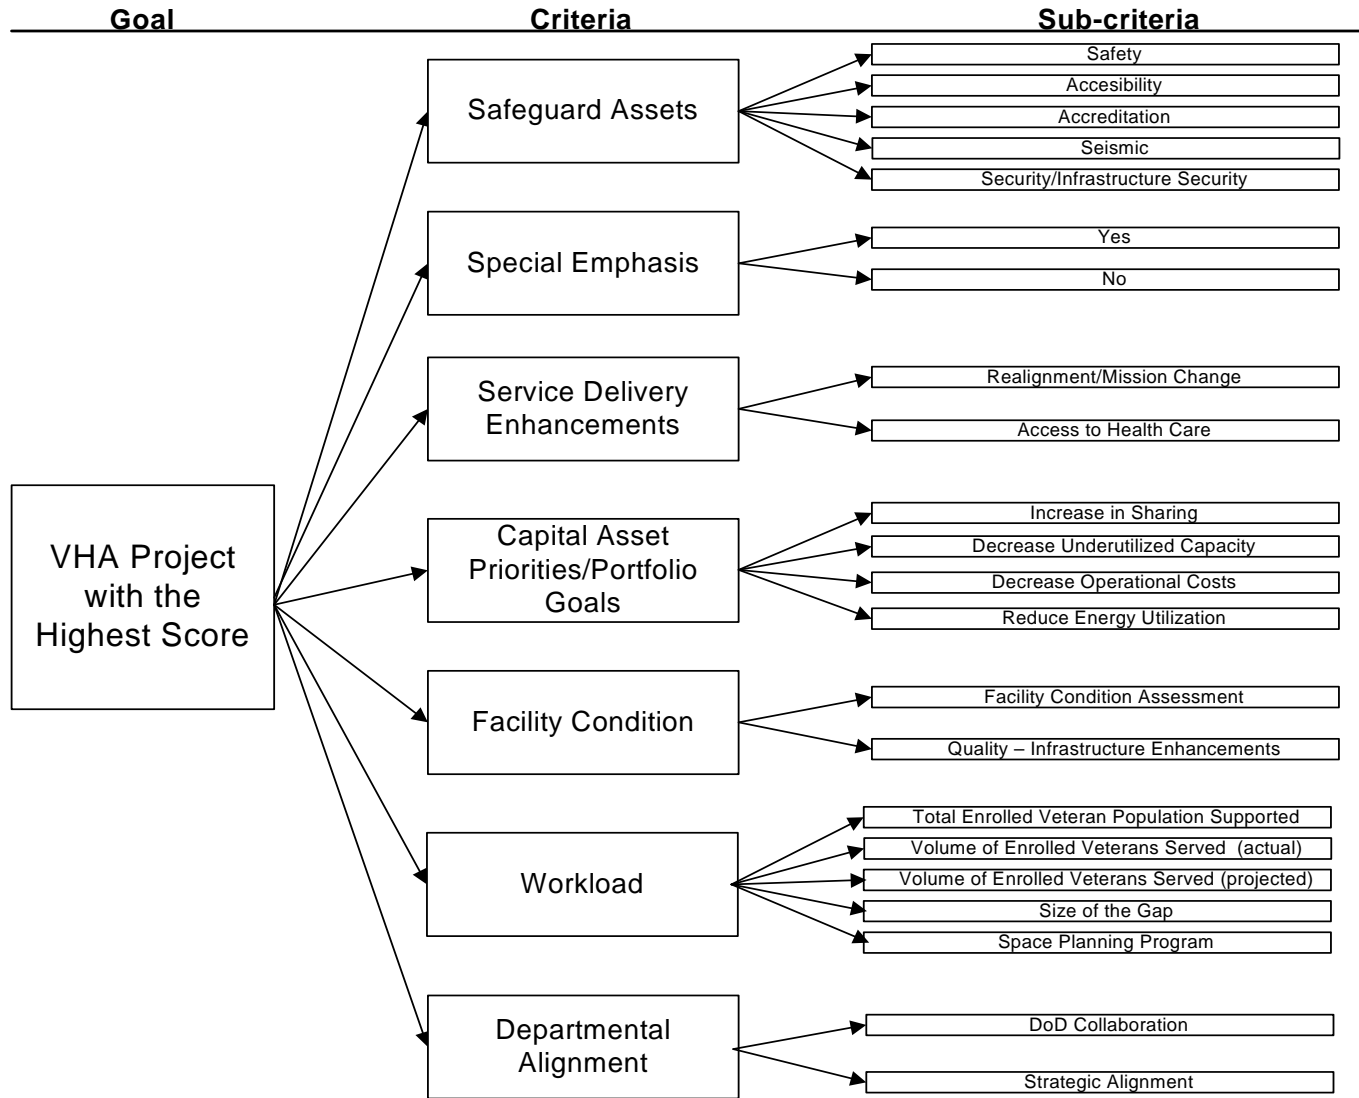 Goal
Criteria
Sub-criteria
VHA Project
with the
Highest Score
Safeguard Assets
Safety
Accesibility
Accreditation
Seismic
Security/Infrastructure Security
Special Emphasis
Yes
No
Service Delivery
Enhancements
Realignment/Mission Change
Access to Health Care
Capital Asset
Priorities/Portfolio
Goals
Increase in Sharing
Decrease Underutilized Capacity
Decrease Operational Costs
Reduce Energy Utilization
Facility Condition
Facility Condition Assessment
Quality – Infrastructure Enhancements
Workload
Total Enrolled Veteran Population Supported
Volume of Enrolled Veterans Served (actual)
Volume of Enrolled Veterans Served (projected)
Size of the Gap
Space Planning Program
Departmental
Alignment
DoD Collaboration
Strategic Alignment